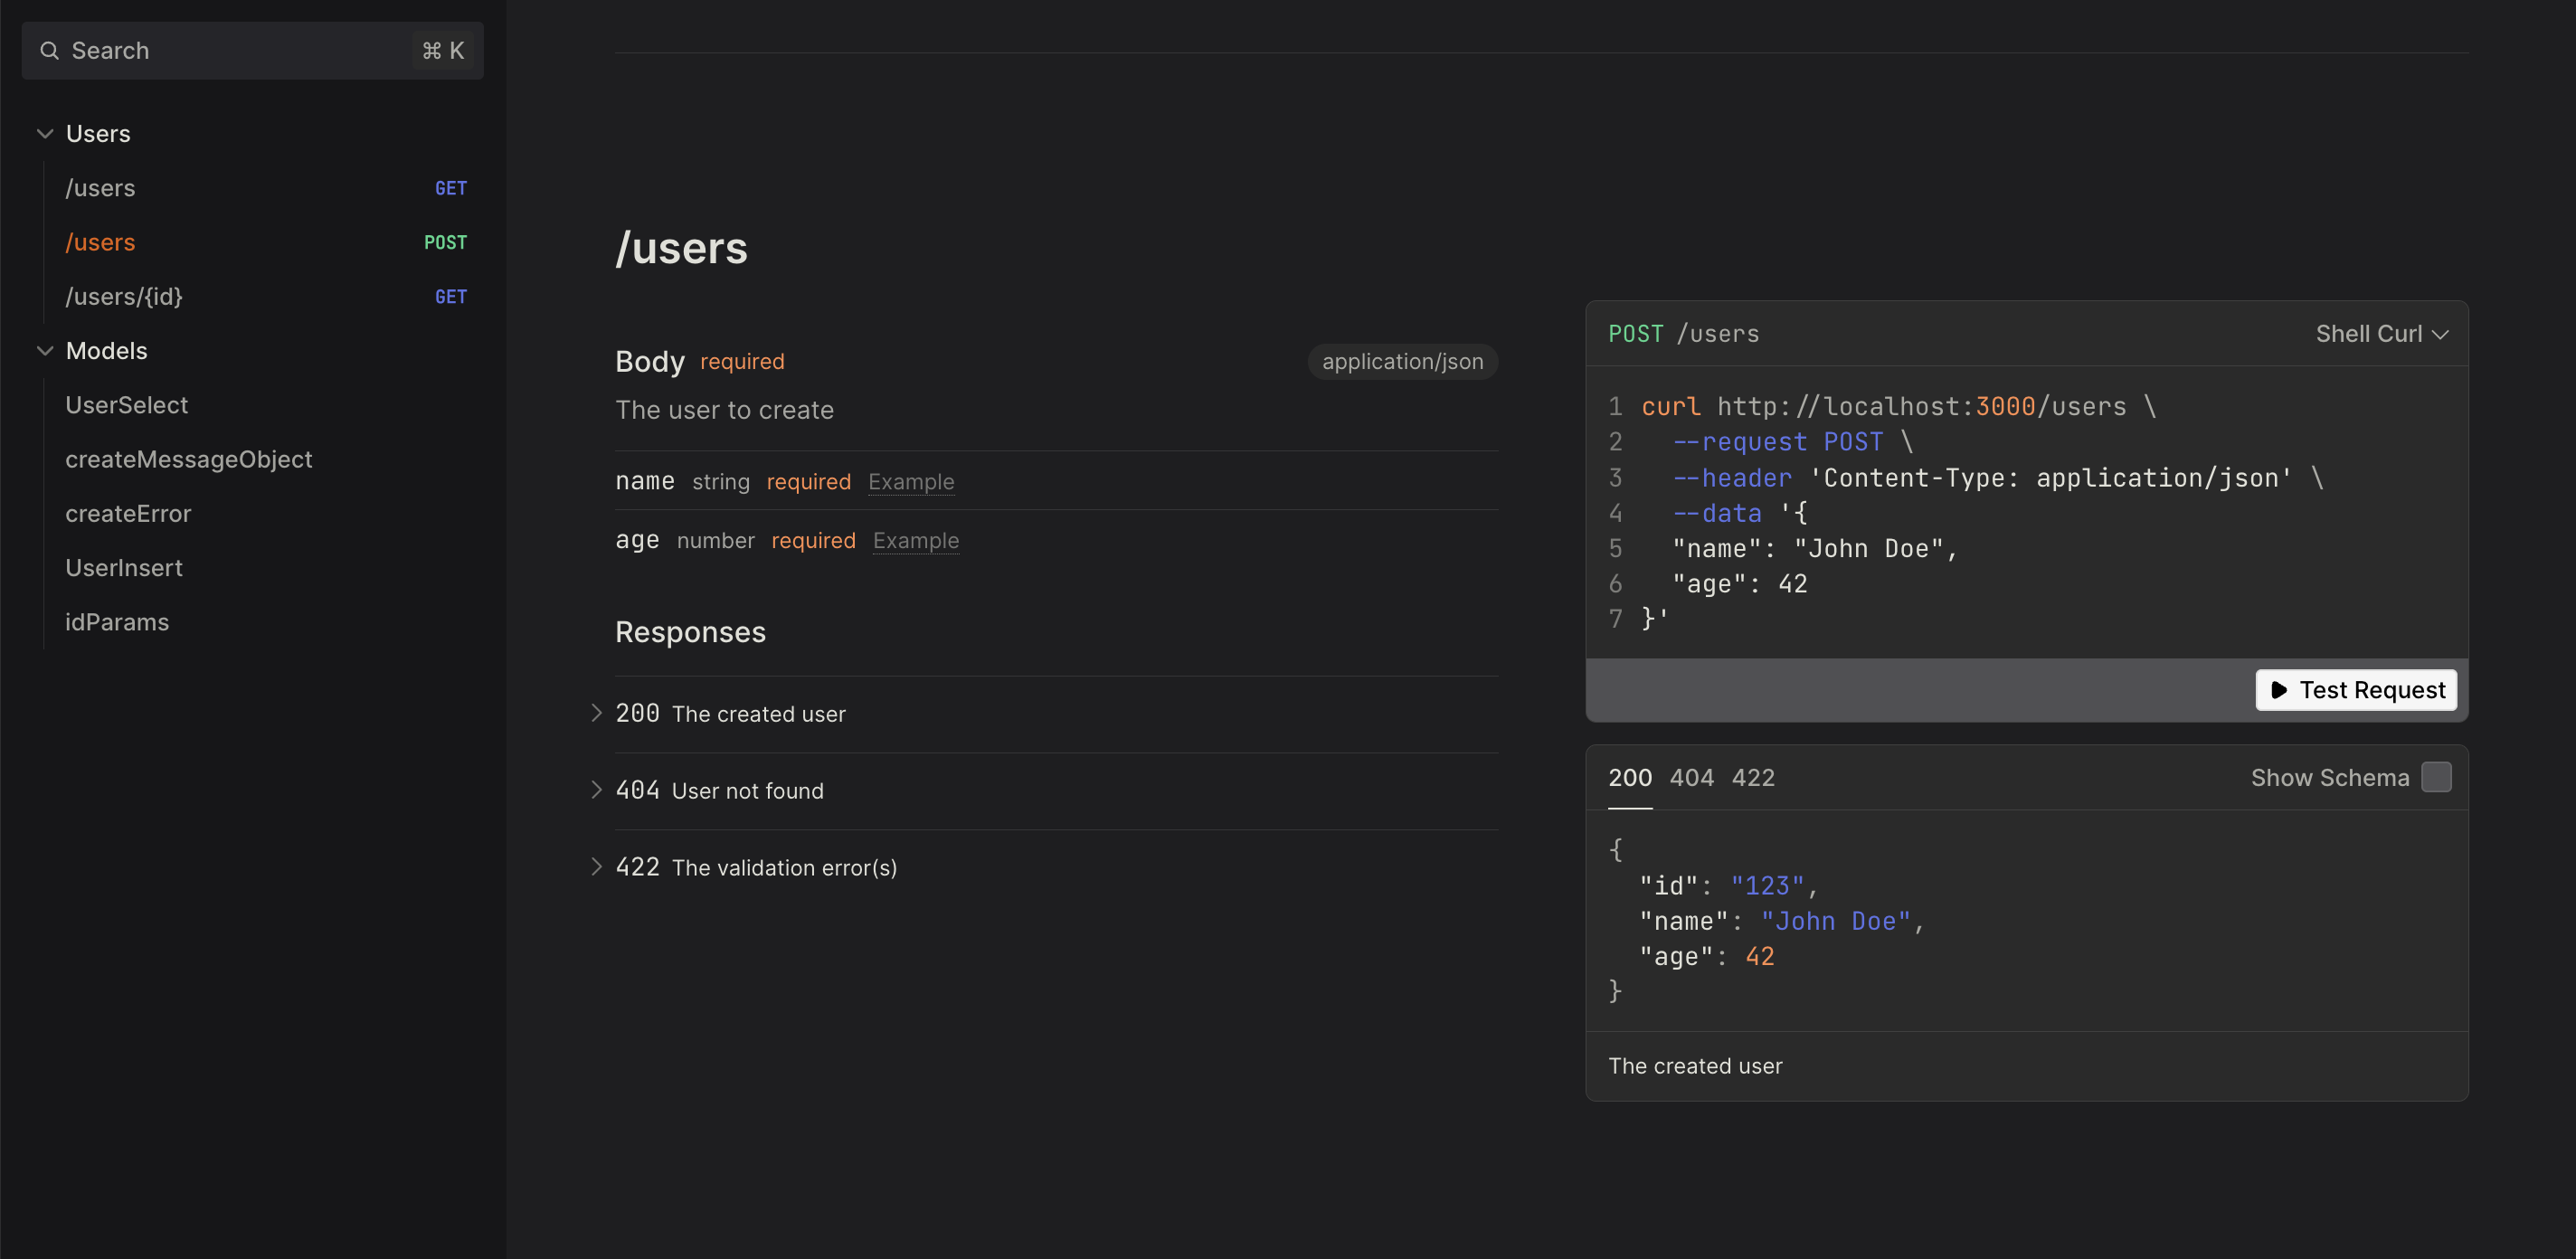 Search ⌘ K
Users
/users GET
/users POST
/users/{id} GET
Models
UserSelect
createMessageObject
createError
UserInsert
idParams
/users
Body required application/json
The user to create
name string required Example
age number required Example
Responses
200 The created user
404 User not found
422 The validation error(s)
POST /users Shell Curl
1 curl http://localhost:3000/users \
2   --request POST \
3   --header 'Content-Type: application/json' \
4   --data '{
5   "name": "John Doe",
6   "age": 42
7 }'
Test Request
200 404 422 Show Schema
{
  "id": "123",
  "name": "John Doe",
  "age": 42
}
The created user